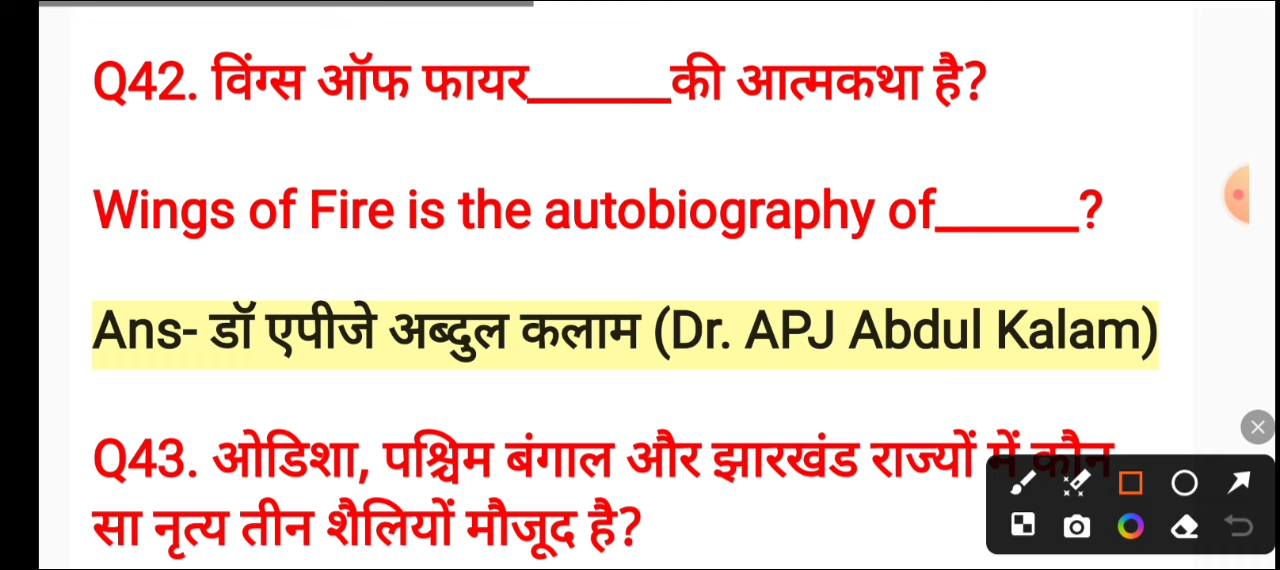 Q42. विंग्स ऑफ फायर______की आत्मकथा है?
Wings of Fire is the autobiography of______?
Ans- डॉ एपीजे अब्दुल कलाम (Dr. APJ Abdul Kalam)
Q43. ओडिशा, पश्चिम बंगाल और झारखंड राज्यों में कौन
सा नृत्य तीन शैलियों मौजूद है?